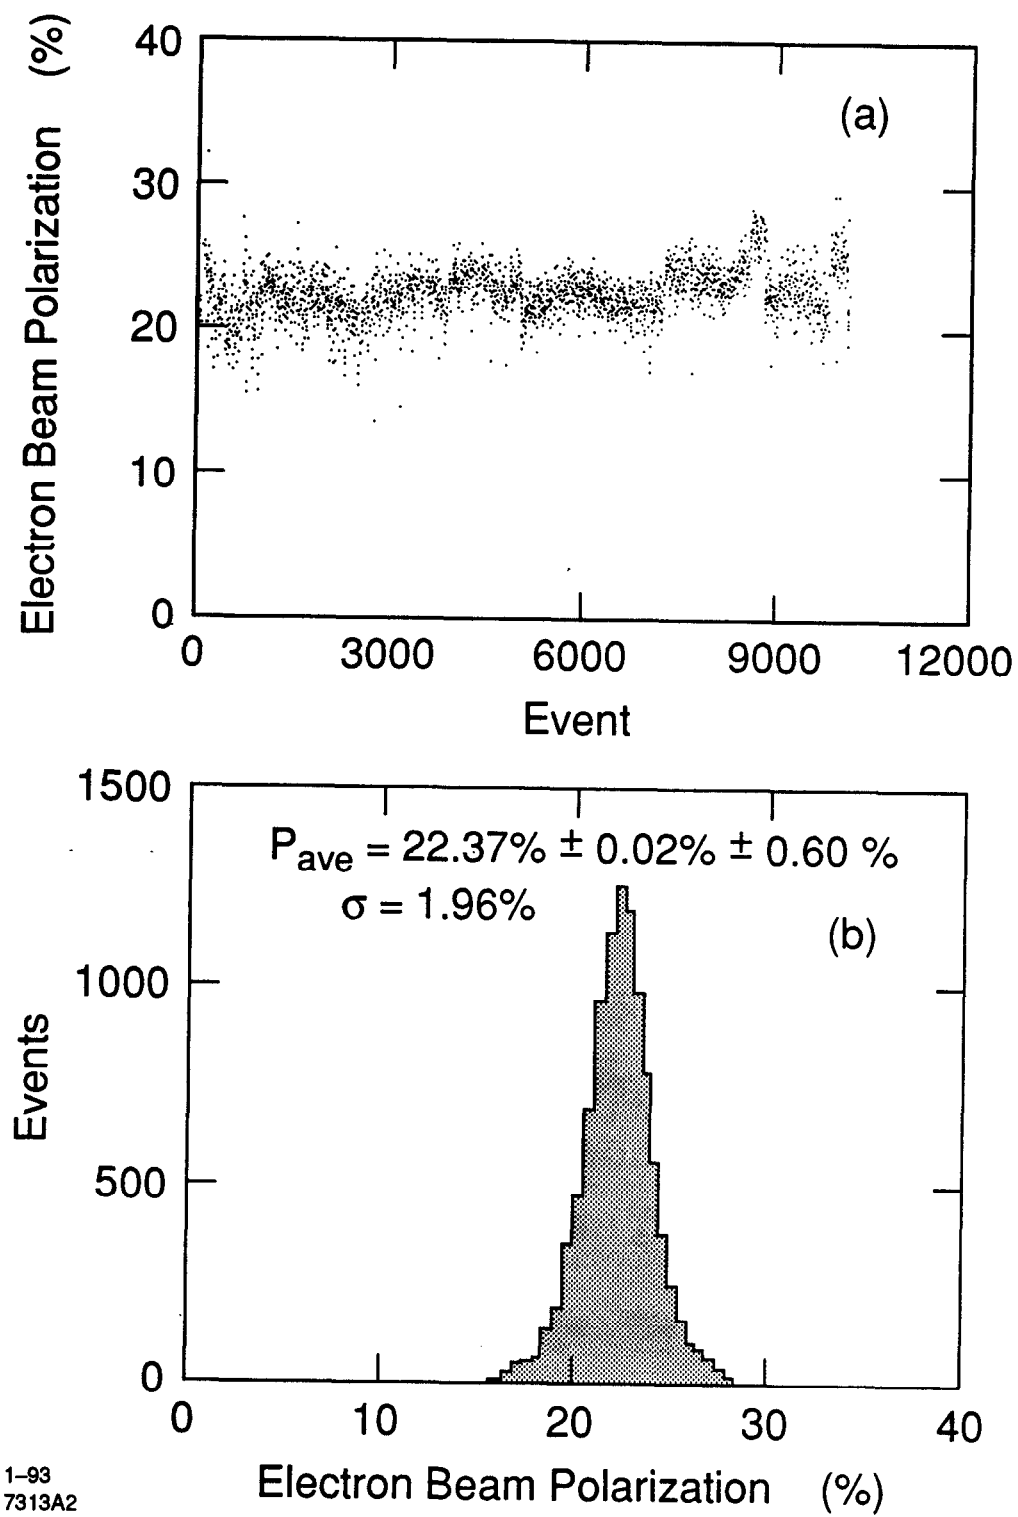 Electron Beam Polarization (%)
40
30
20
10
0
(a)
0 3000 6000 9000 12000
Event
Events
1500
1000
500
0
P_ave = 22.37% ± 0.02% ± 0.60 %
σ = 1.96%
(b)
0 10 20 30 40
Electron Beam Polarization (%)
1–93
7313A2